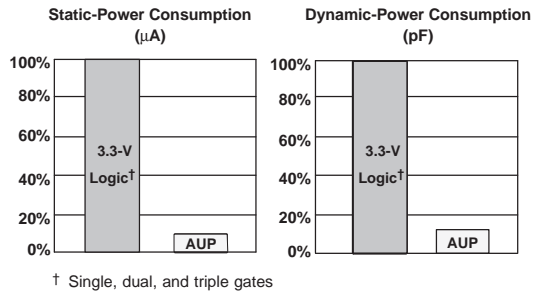 Static-Power Consumption
(μA)
100%
80%
60%
40%
20%
0%
3.3-V
Logic†
AUP
Dynamic-Power Consumption
(pF)
100%
80%
60%
40%
20%
0%
3.3-V
Logic†
AUP
† Single, dual, and triple gates